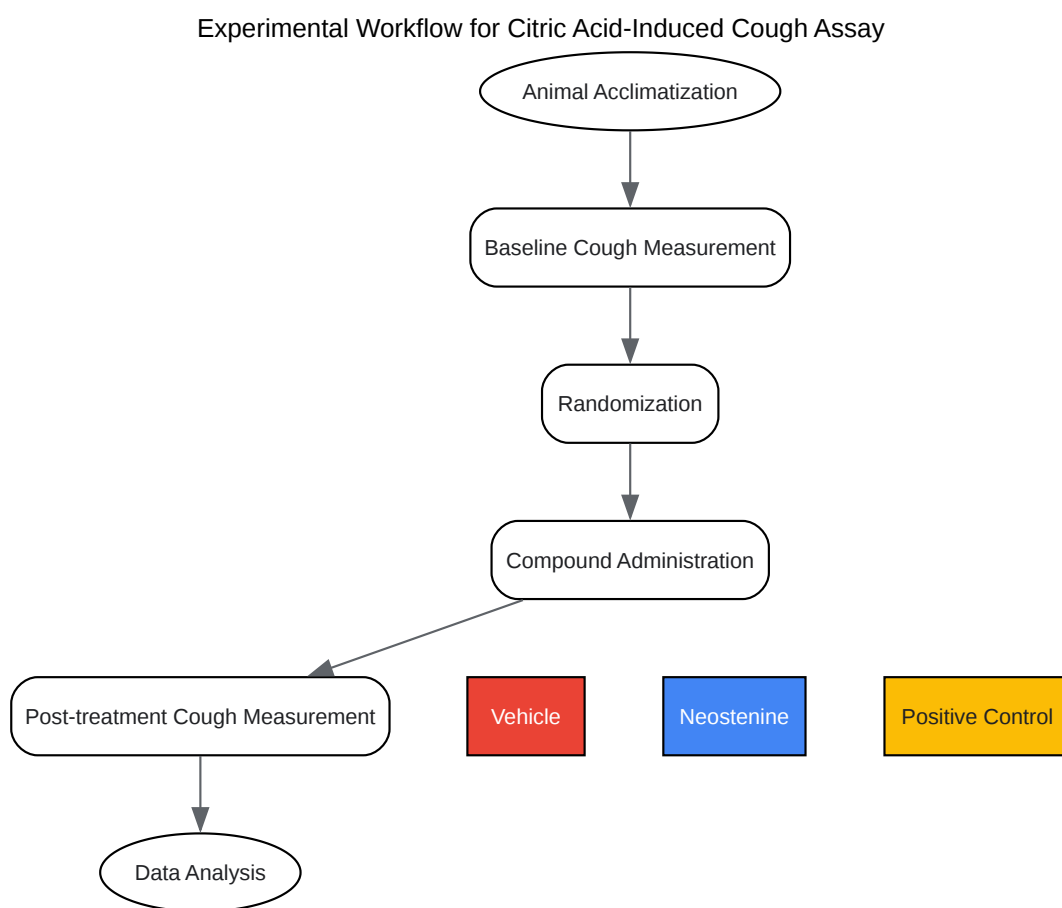 Experimental Workflow for Citric Acid-Induced Cough Assay
Animal Acclimatization
Baseline Cough Measurement
Randomization
Compound Administration
Post-treatment Cough Measurement
Vehicle
Neostenine
Positive Control
Data Analysis